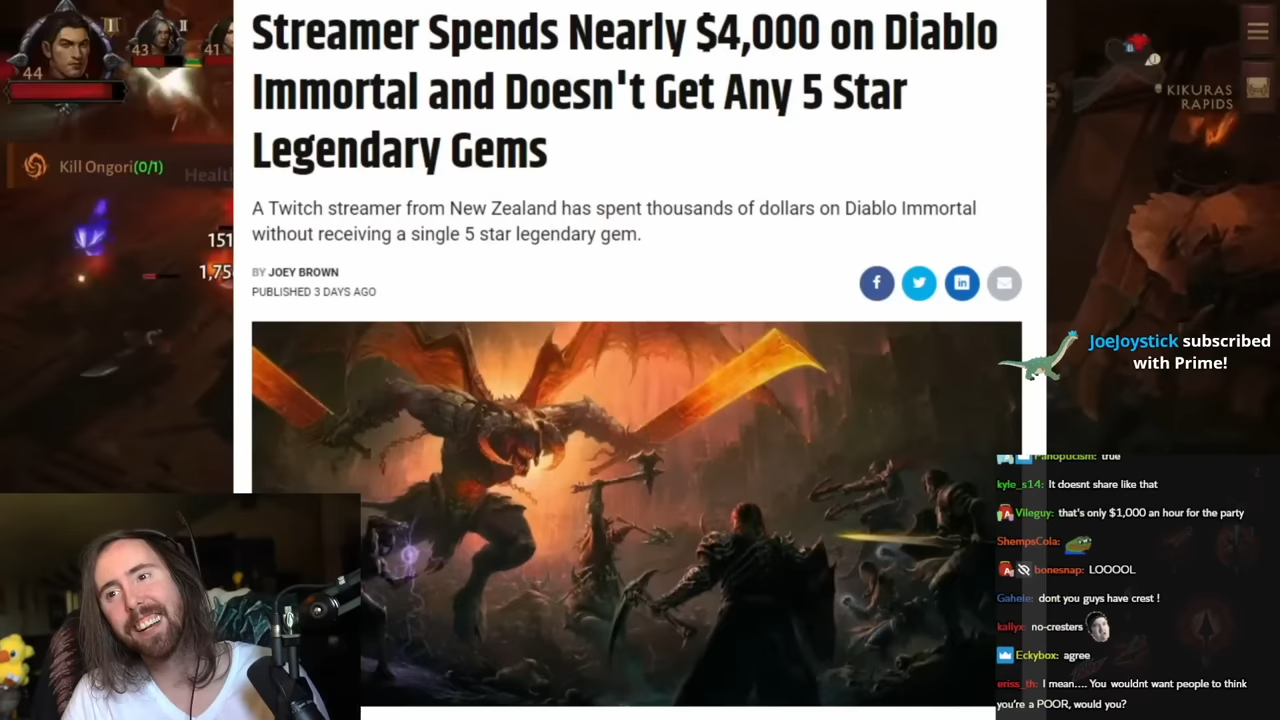 Streamer Spends Nearly $4,000 on Diablo
Immortal and Doesn't Get Any 5 Star
Legendary Gems
A Twitch streamer from New Zealand has spent thousands of dollars on Diablo Immortal
without receiving a single 5 star legendary gem.
BY JOEY BROWN
PUBLISHED 3 DAYS AGO
44
43
41
Kill Ongori(0/1)
Health
151
1,75
KIKURAS
RAPIDS
JoeJoystick subscribed
with Prime!
Panopticism: true
kyle_s14: It doesnt share like that
Vileguy: that's only $1,000 an hour for the party
ShempsCola:
bonesnap: LOOOOL
Gahele: dont you guys have crest !
kallyx: no-cresters
Eckybox: agree
eriss_th: I mean.... You wouldnt want people to think
you're a POOR, would you?